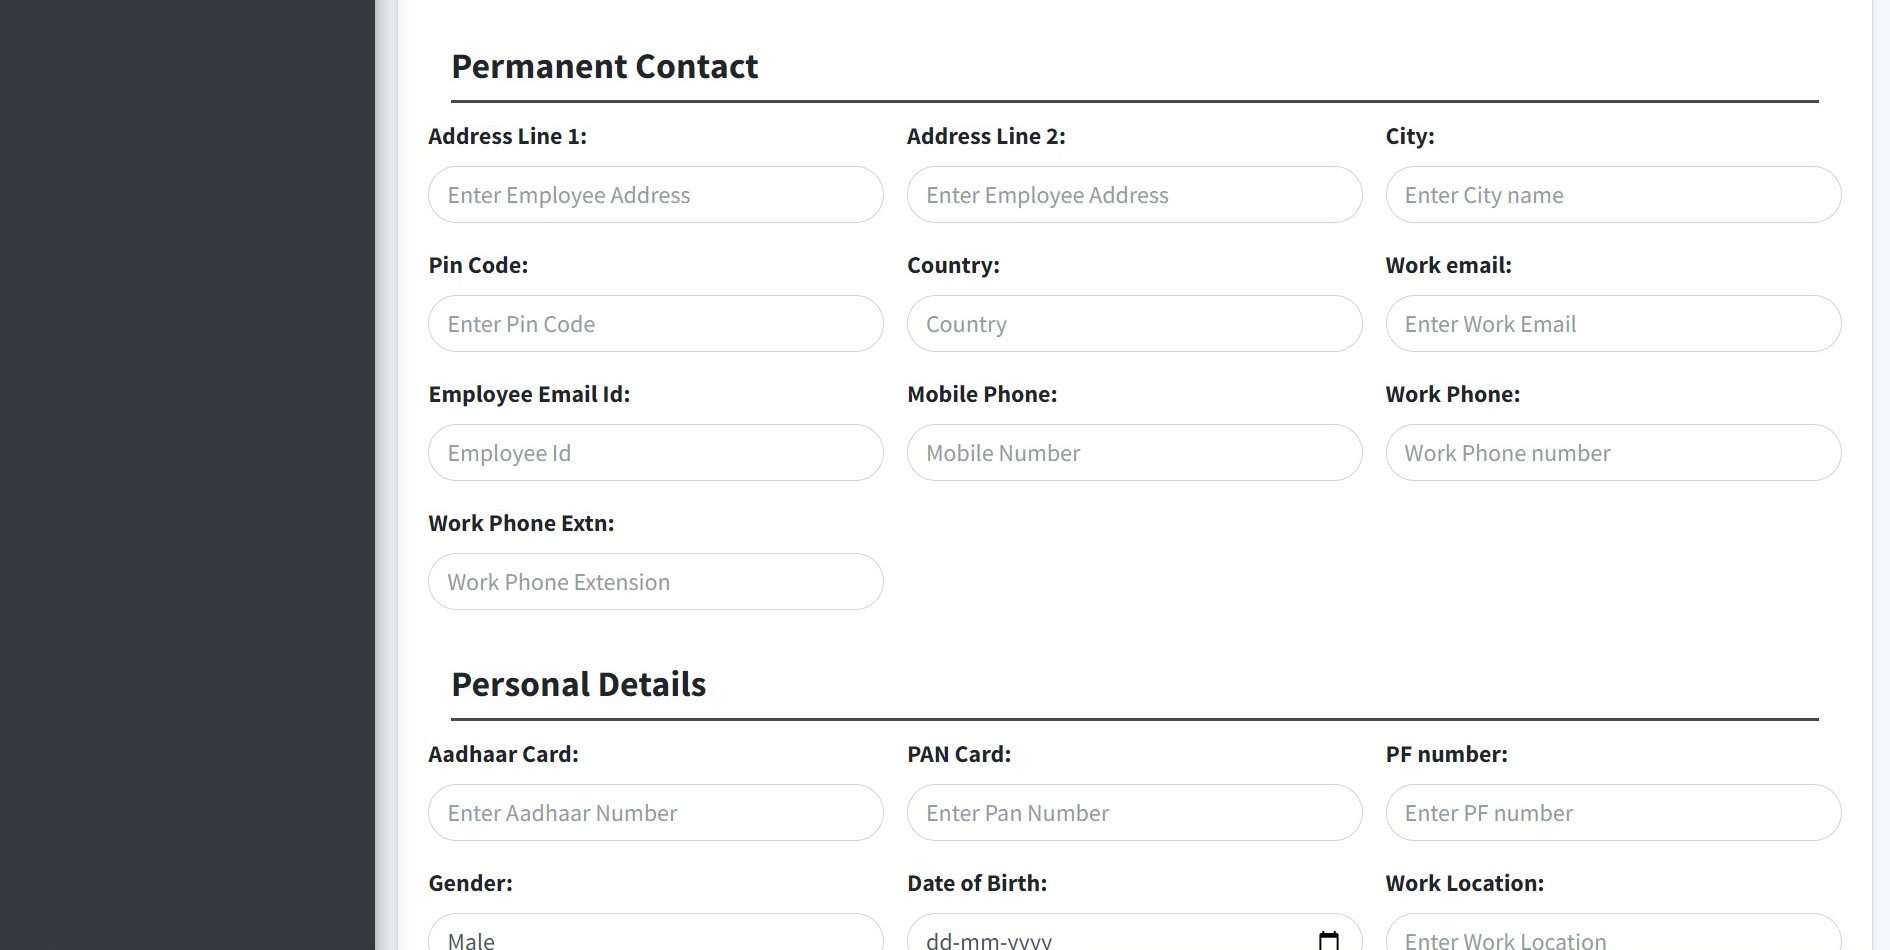 Permanent Contact
Address Line 1: Address Line 2: City:
Enter Employee Address Enter Employee Address Enter City name
Pin Code: Country: Work email:
Enter Pin Code Country Enter Work Email
Employee Email Id: Mobile Phone: Work Phone:
Employee Id Mobile Number Work Phone number
Work Phone Extn:
Work Phone Extension
Personal Details
Aadhaar Card: PAN Card: PF number:
Enter Aadhaar Number Enter Pan Number Enter PF number
Gender: Date of Birth: Work Location:
Male dd-mm-yyyy Enter Work Location